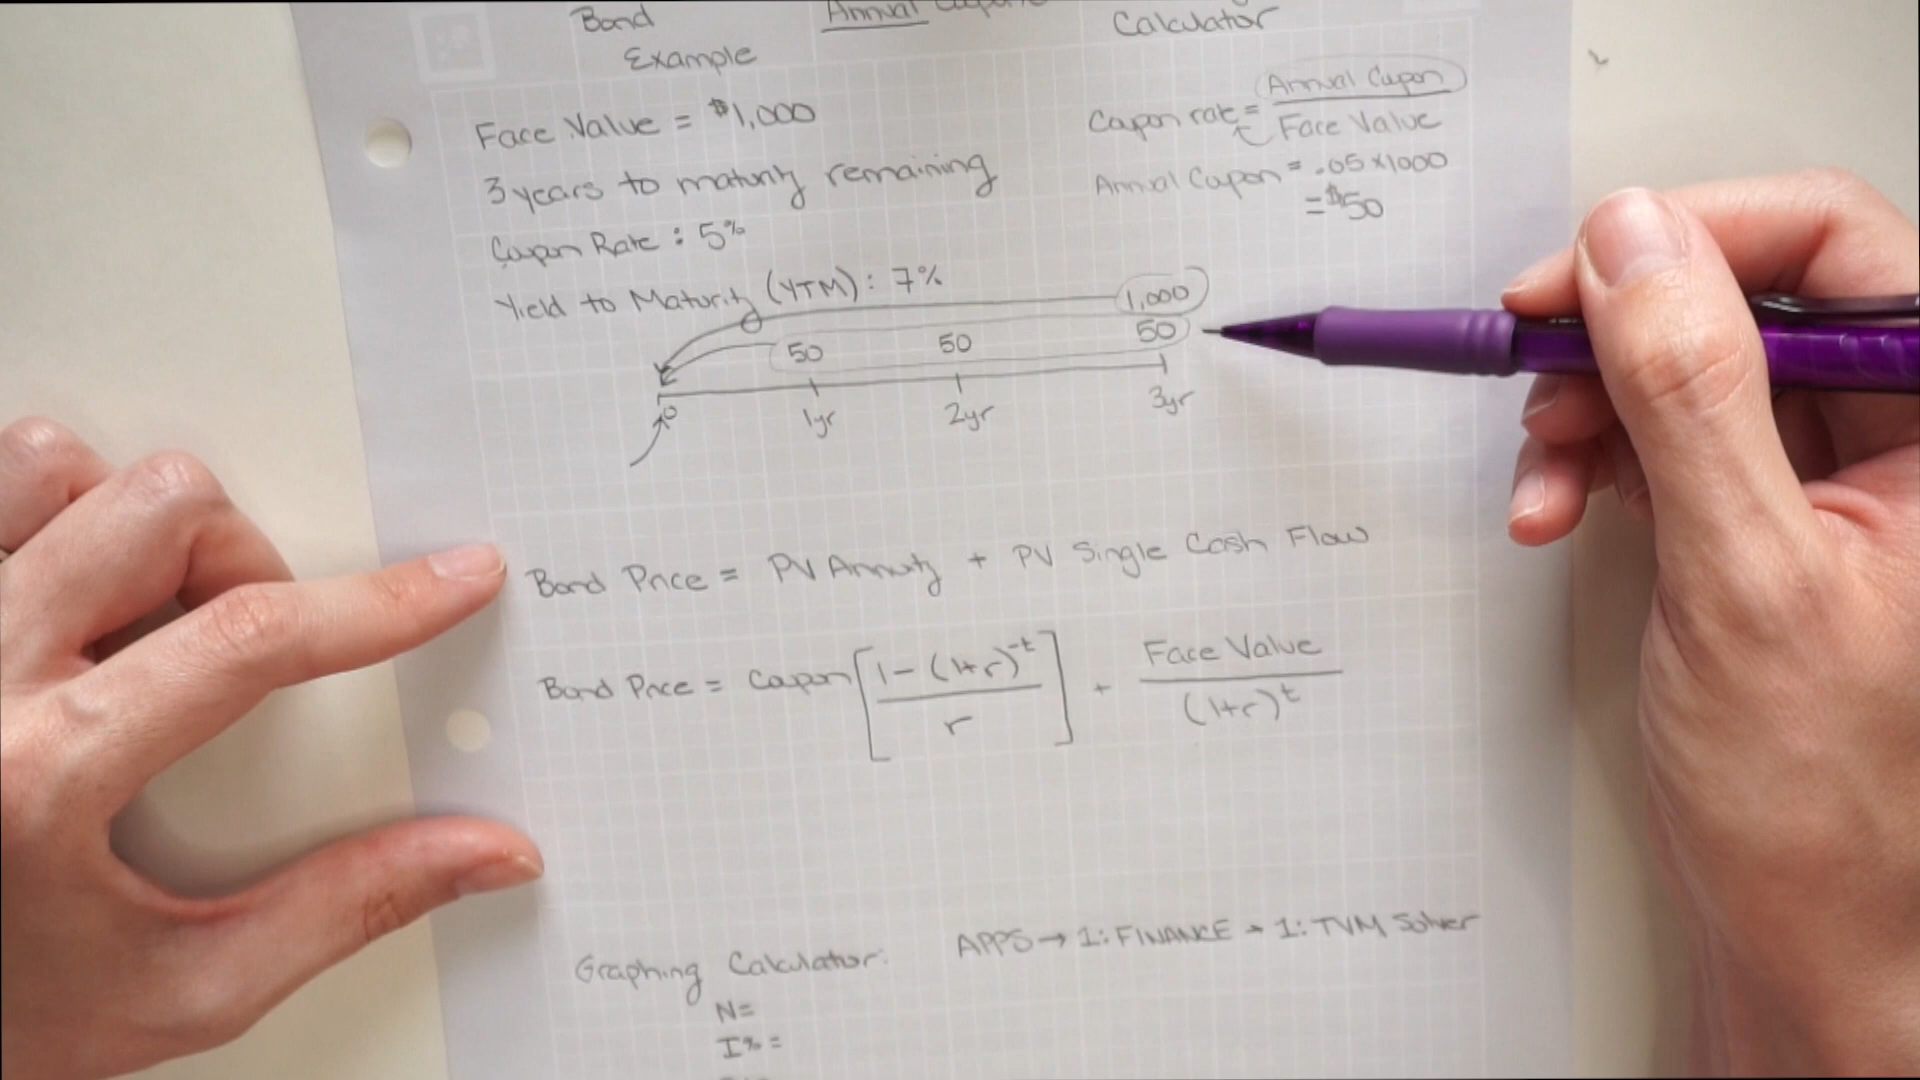 Bond Annual Calculator
Example
Face Value = $1,000
3 years to maturity remaining
Coupon Rate: 5%
Yield to Maturity (YTM): 7%
Coupon rate = Annual Coupon / Face Value
Annual Coupon = .05 x 1000
= $50
1,000
50 50 50
0 1yr 2yr 3yr
Bond Price = PV Annuity + PV Single Cash Flow
Bond Price = Coupon [ 1 - (1+r)^-t / r ] + Face Value / (1+r)^t
Graphing Calculator: APPS → 1: FINANCE → 1: TVM Solver
N=
I% =